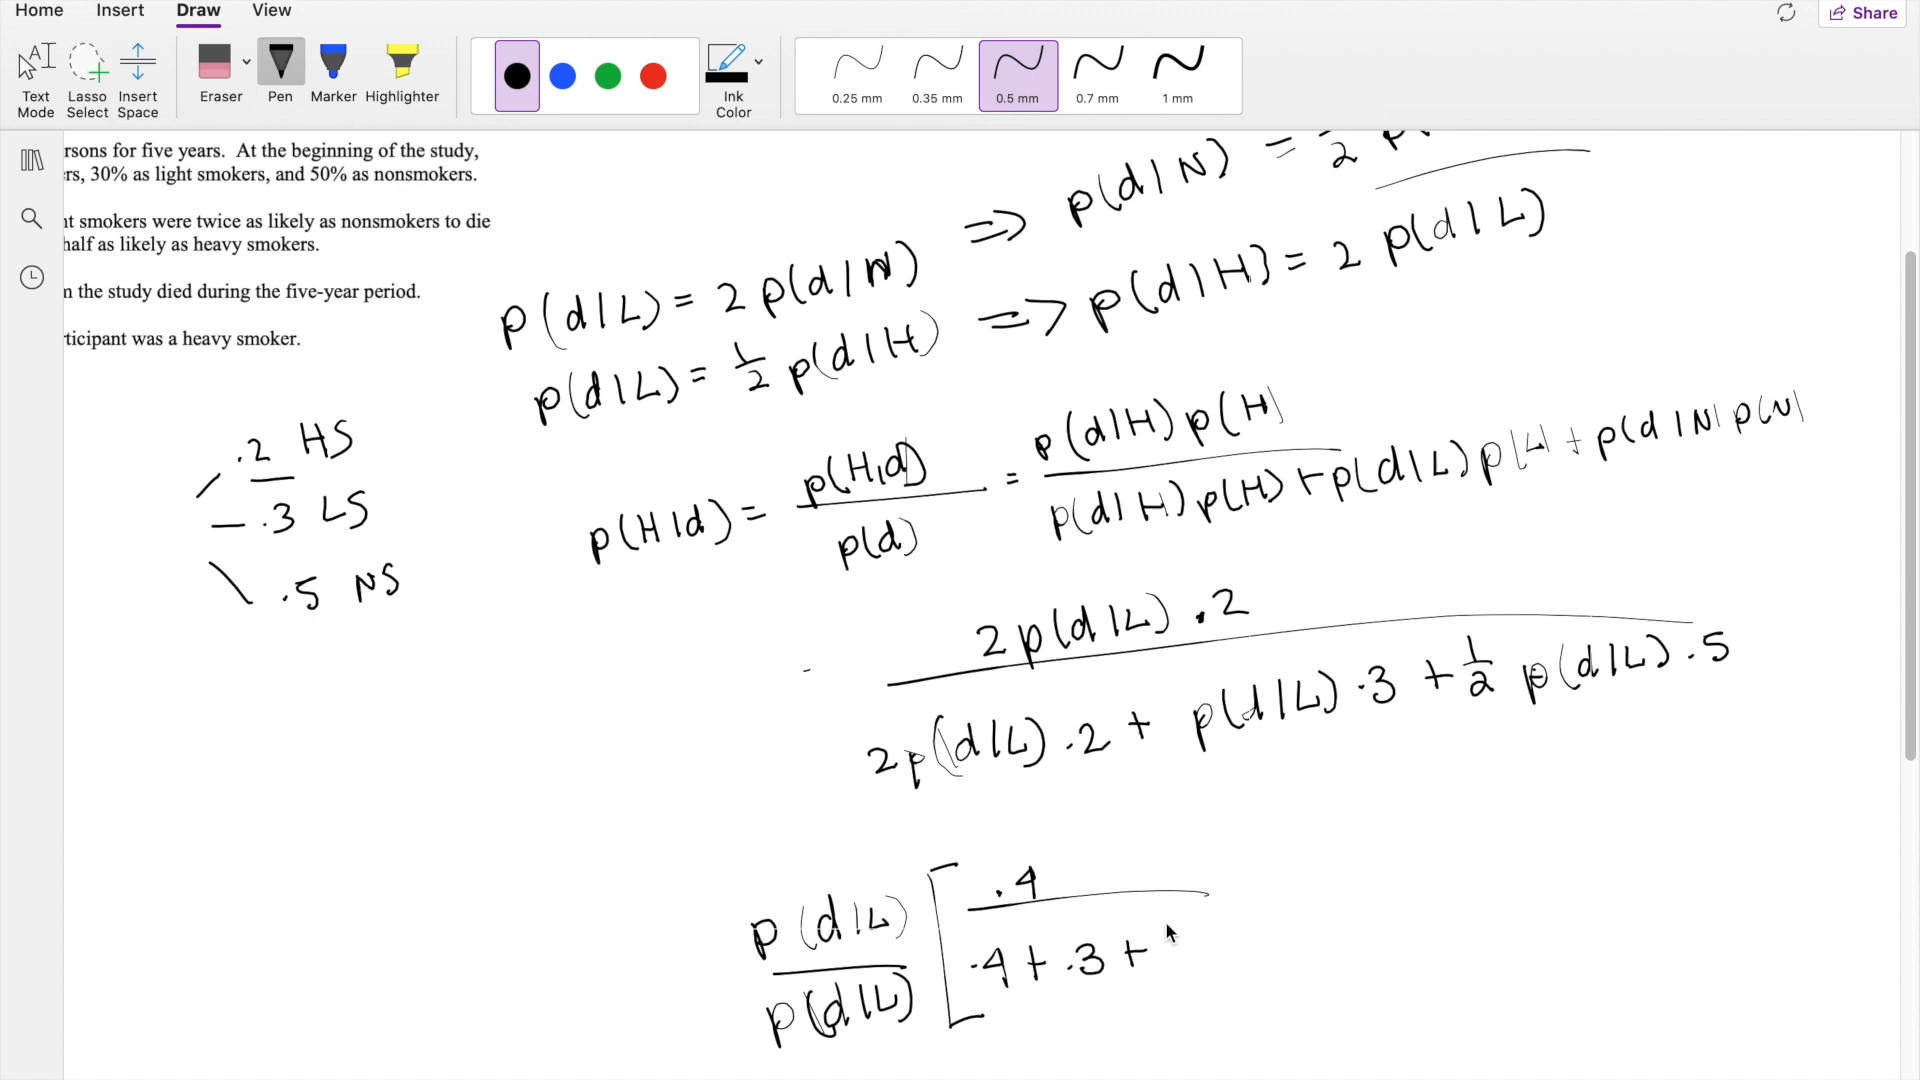 Home Insert Draw View
Share
Text Mode
Lasso Select
Insert Space
Eraser
Pen
Marker
Highlighter
Ink Color
0.25 mm
0.35 mm
0.5 mm
0.7 mm
1 mm
rsons for five years. At the beginning of the study,
rs, 30% as light smokers, and 50% as nonsmokers.
t smokers were twice as likely as nonsmokers to die
half as likely as heavy smokers.
the study died during the five-year period.
rticipant was a heavy smoker.
p(d|L) = 2 p(d|N) => p(d|N) = 1/2
p(d|L) = 1/2 p(d|H) => p(d|H) = 2 p(d|L)
.2 HS
.3 LS
.5 NS
p(H|d) = p(H,d) / p(d) = p(d|H) p(H) / p(d|H) p(H) + p(d|L) p(L) + p(d|N) p(N)
2p(d|L) .2
2p(d|L) .2 + p(d|L) .3 + 1/2 p(d|L) .5
p(d|L) / p(d|L) [ .4 / .4 + .3 +